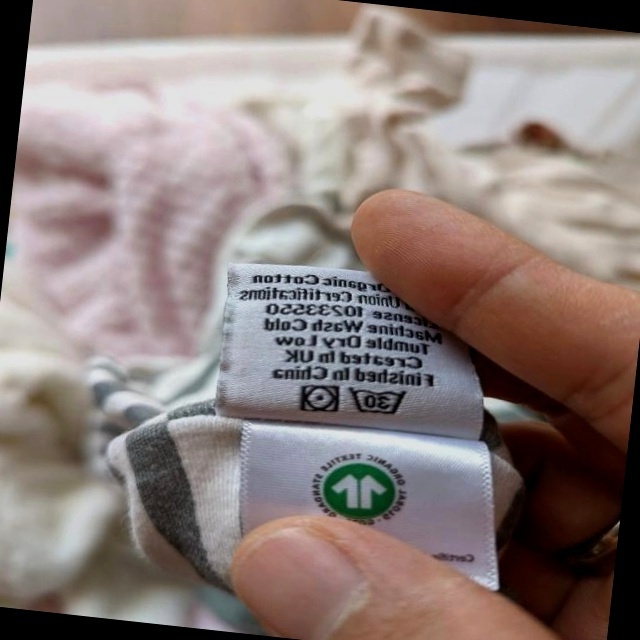 Organic Cotton
Union Certifications
License 10233550
Machine Wash Cold
Tumble Dry Low
Created In UK
Finished In China
30
ORGANIC TEXTILE STANDARD